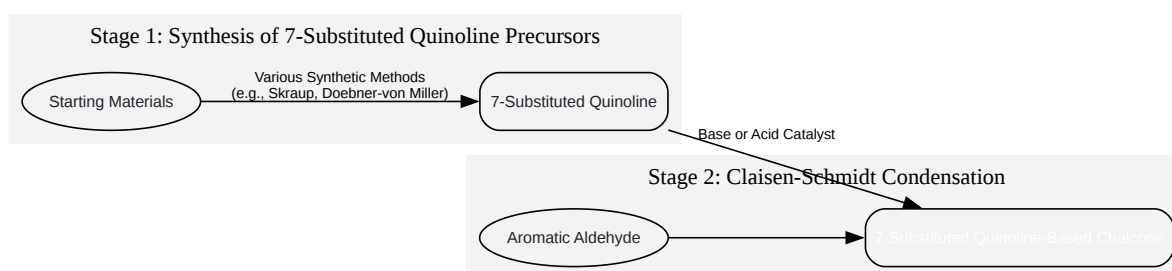 Stage 1: Synthesis of 7-Substituted Quinoline Precursors
Starting Materials
Various Synthetic Methods
(e.g., Skraup, Doebner-von Miller)
7-Substituted Quinoline
Base or Acid Catalyst
Stage 2: Claisen-Schmidt Condensation
Aromatic Aldehyde
7-Substituted Quinoline-Based Chalcone